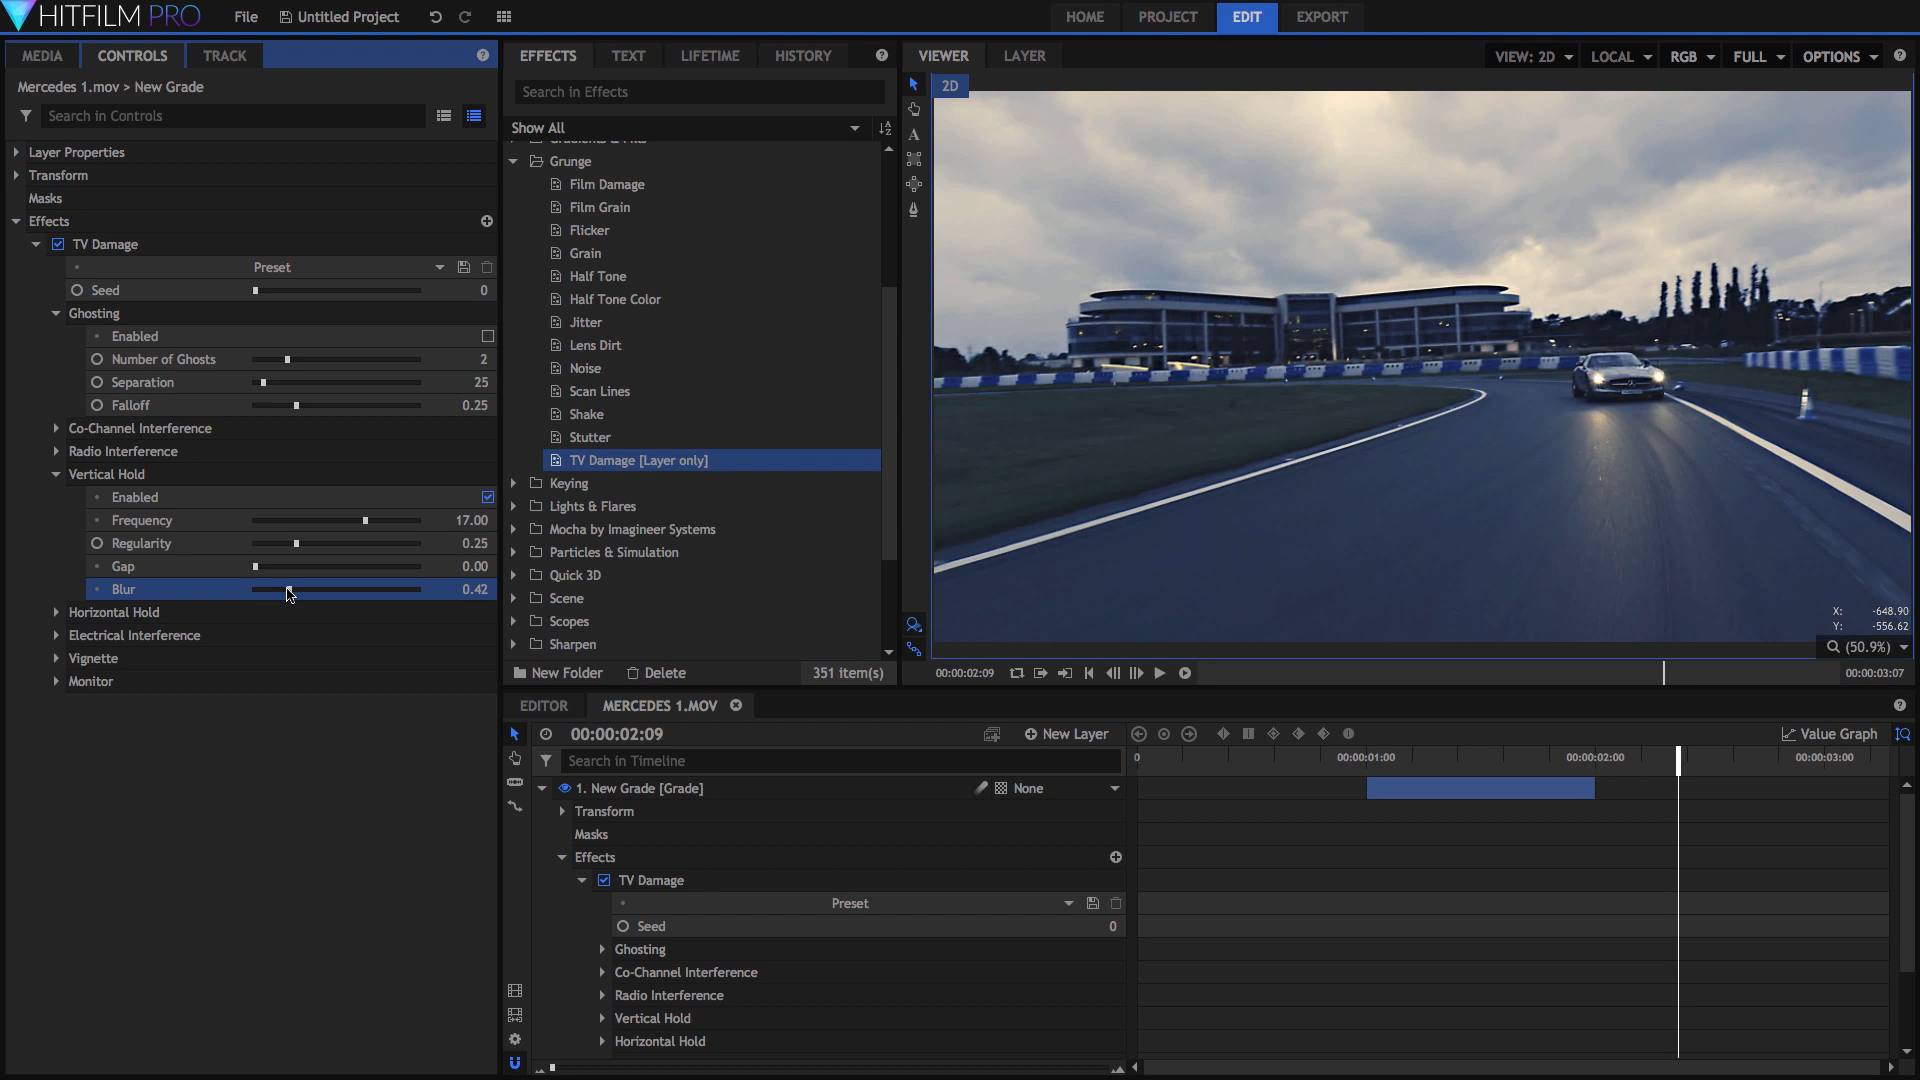 HITFILM PRO
File
Untitled Project
HOME
PROJECT
EDIT
EXPORT
MEDIA
CONTROLS
TRACK
Mercedes 1.mov > New Grade
Search in Controls
Layer Properties
Transform
Masks
Effects
TV Damage
Preset
Seed 0
Ghosting
Enabled
Number of Ghosts 2
Separation 25
Falloff 0.25
Co-Channel Interference
Radio Interference
Vertical Hold
Enabled
Frequency 17.00
Regularity 0.25
Gap 0.00
Blur 0.42
Horizontal Hold
Electrical Interference
Vignette
Monitor
EFFECTS
TEXT
LIFETIME
HISTORY
Search in Effects
Show All
Grunge
Film Damage
Film Grain
Flicker
Grain
Half Tone
Half Tone Color
Jitter
Lens Dirt
Noise
Scan Lines
Shake
Stutter
TV Damage [Layer only]
Keying
Lights & Flares
Mocha by Imagineer Systems
Particles & Simulation
Quick 3D
Scene
Scopes
Sharpen
New Folder
Delete
351 item(s)
VIEWER
LAYER
VIEW: 2D
LOCAL
RGB
FULL
OPTIONS
2D
X: -648.90
Y: -556.62
(50.9%)
00:00:02:09
00:00:03:07
EDITOR
MERCEDES 1.MOV
00:00:02:09
New Layer
Value Graph
Search in Timeline
0
00:00:01:00
00:00:02:00
00:00:03:00
1. New Grade [Grade]
None
Transform
Masks
Effects
TV Damage
Preset
Seed 0
Ghosting
Co-Channel Interference
Radio Interference
Vertical Hold
Horizontal Hold